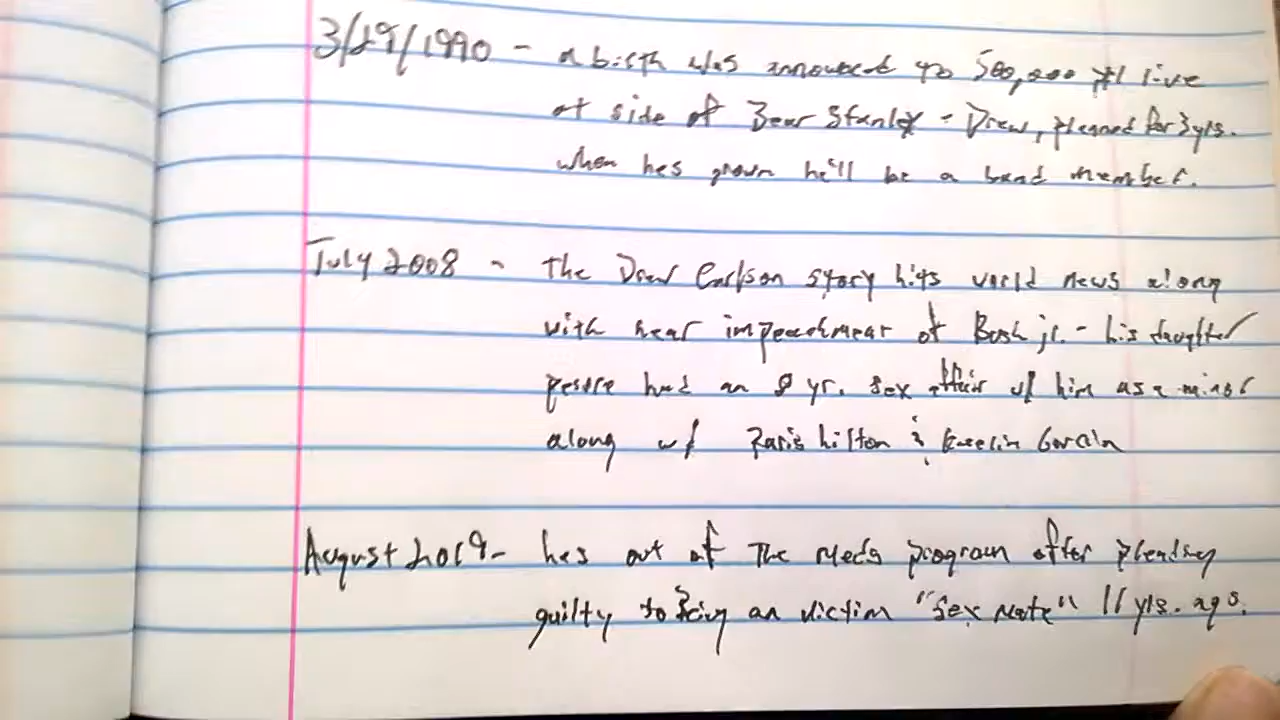 3/29/1990 - a birth was announced to 500,000 #1 live
at side of Bear Stanley - Drew, planned for 3 yrs.
when hes grown he'll be a band member.
July 2008 - the Drew Carlson story hits world news along
with near impeachment of Bush jr. - his daughter
had an 8 yr. sex affair w/ him as a minor
along w/ Paris hilton &
August 2019 - hes out of the meds program after pleading
guilty to being an victim "sex mate" 11 yrs. ago.